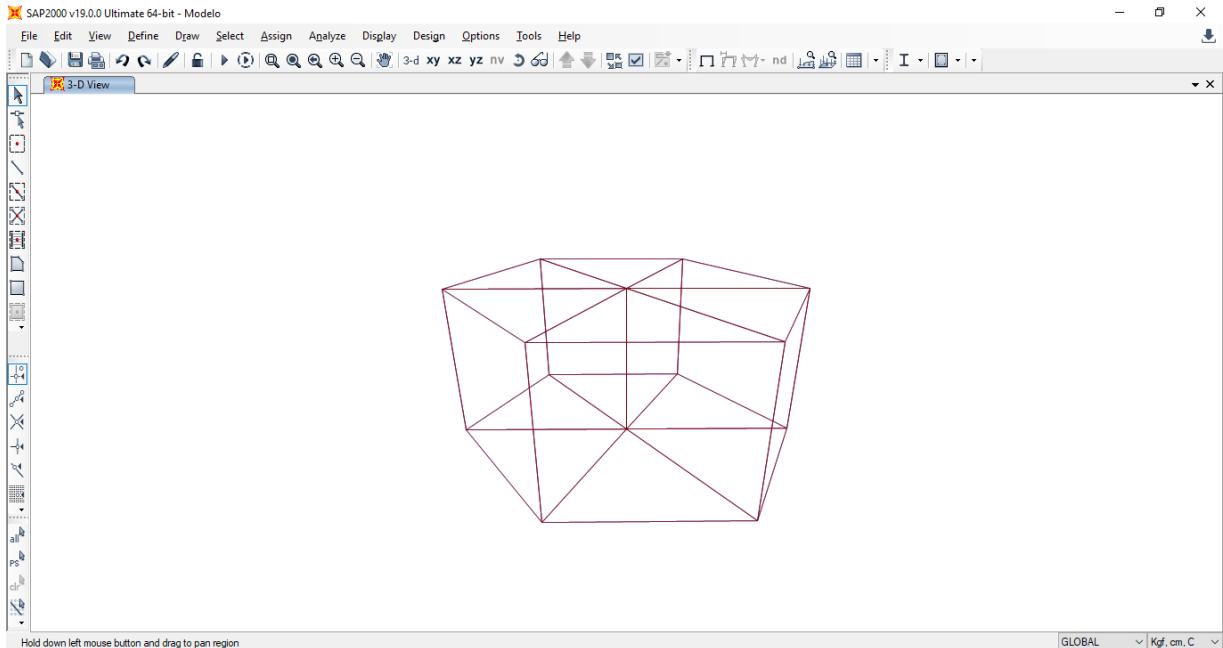 SAP2000 v19.0.0 Ultimate 64-bit - Modelo
File Edit View Define Draw Select Assign Analyze Display Design Options Tools Help
3-d xy xz yz nv nd
3-D View
all
PS
clr
Hold down left mouse button and drag to pan region GLOBAL Kgf, cm, C